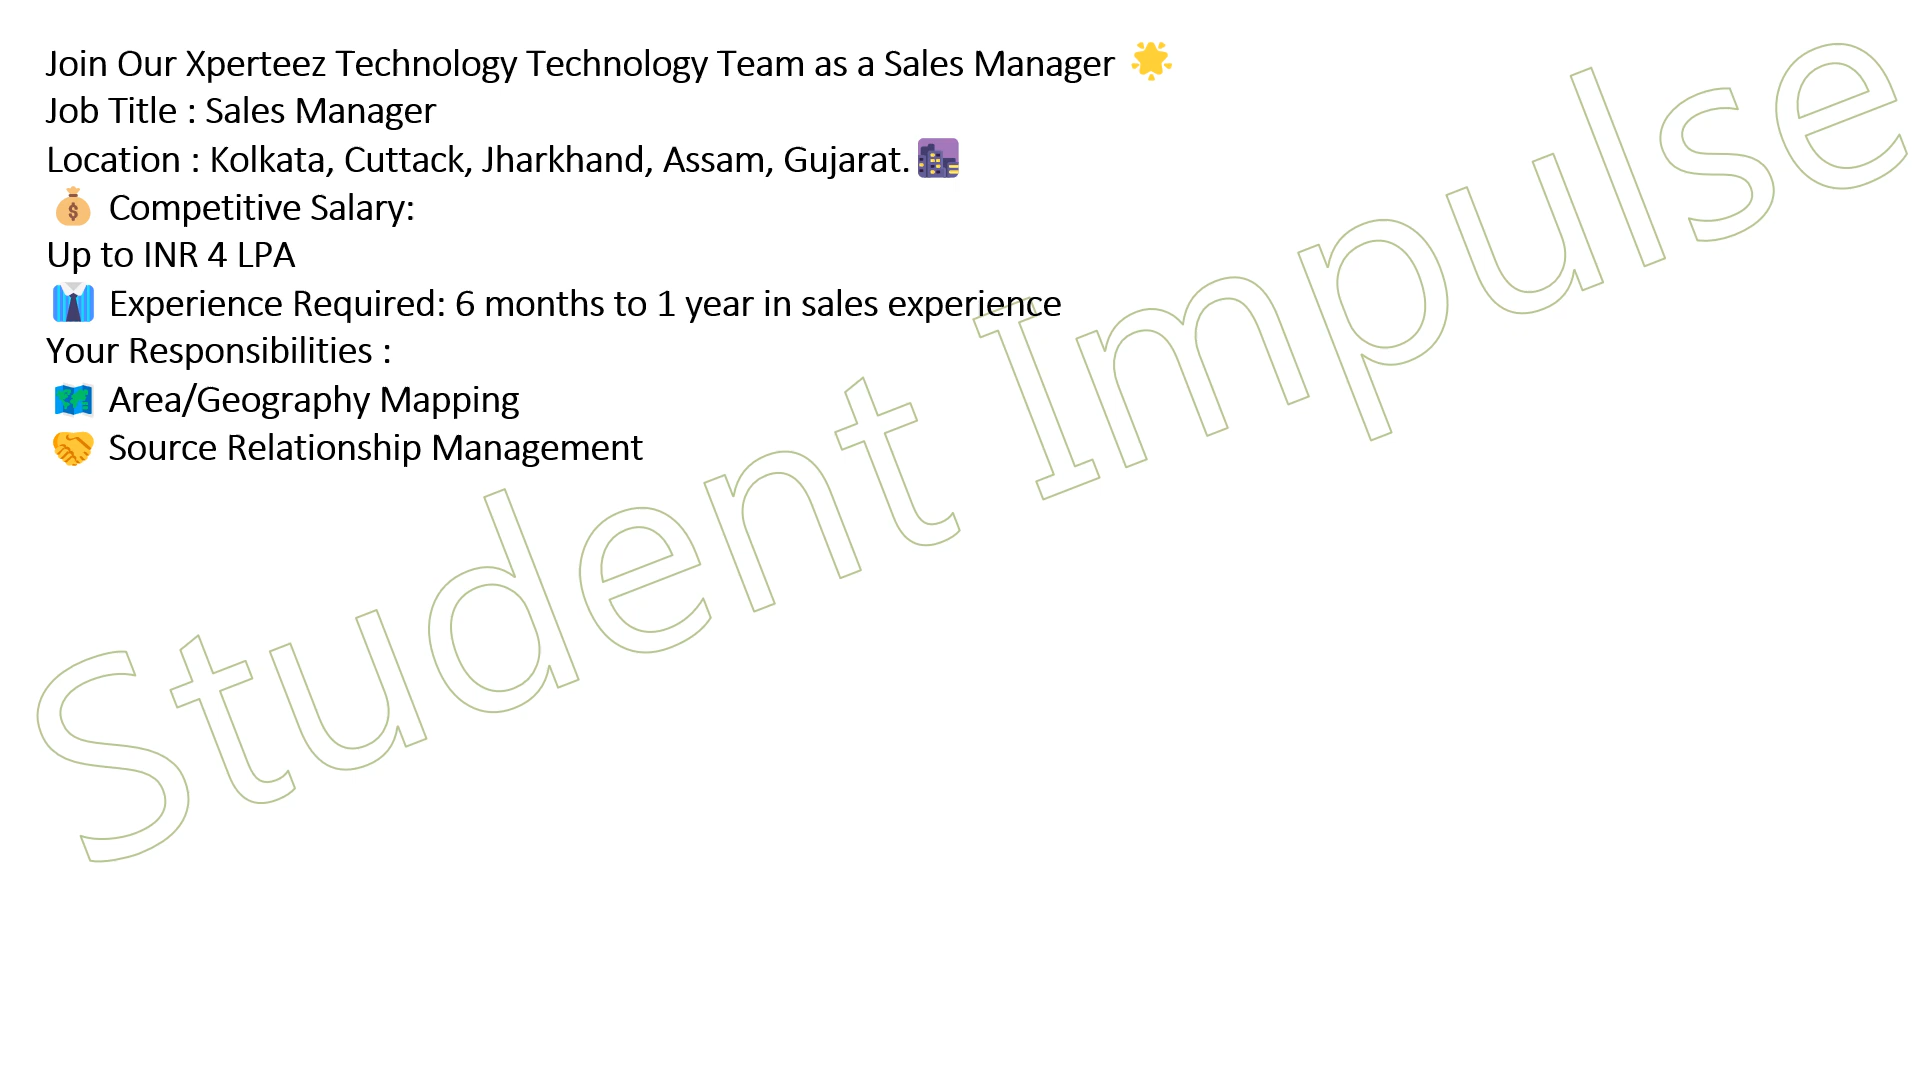 Join Our Xperteez Technology Technology Team as a Sales Manager 🌟
Job Title : Sales Manager
Location : Kolkata, Cuttack, Jharkhand, Assam, Gujarat.🌆
💰 Competitive Salary:
Up to INR 4 LPA
👔 Experience Required: 6 months to 1 year in sales experience
Your Responsibilities :
🗺️ Area/Geography Mapping
🤝 Source Relationship Management
Student Impulse